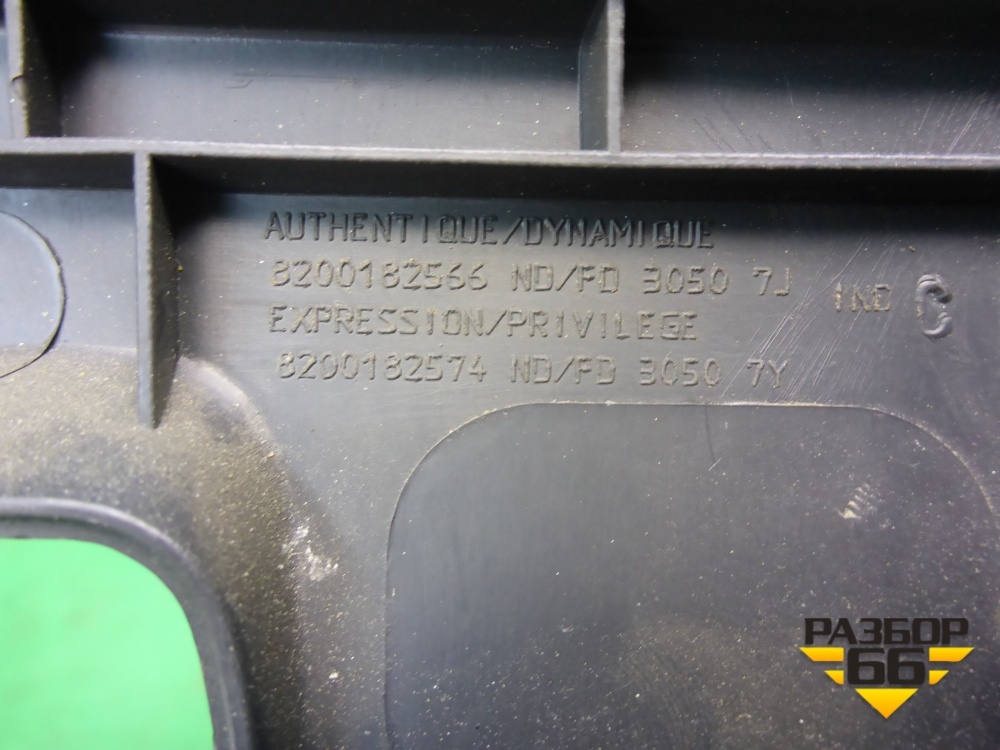 AUTHENTIQUE/DYNAMIQUE
8200182566 ND/FD 3050 7J
IND C
EXPRESSION/PRIVILEGE
8200182574 ND/FD 3050 7Y
РАЗБОР
66